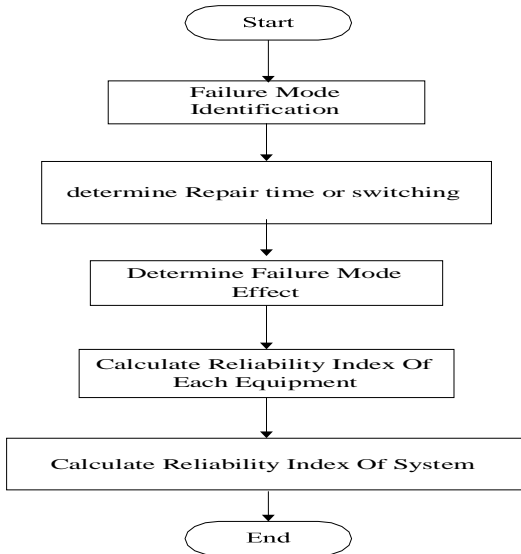 Start
Failure Mode
Identification
determine Repair time or switching
Determine Failure Mode
Effect
Calculate Reliability Index Of
Each Equipment
Calculate Reliability Index Of System
End